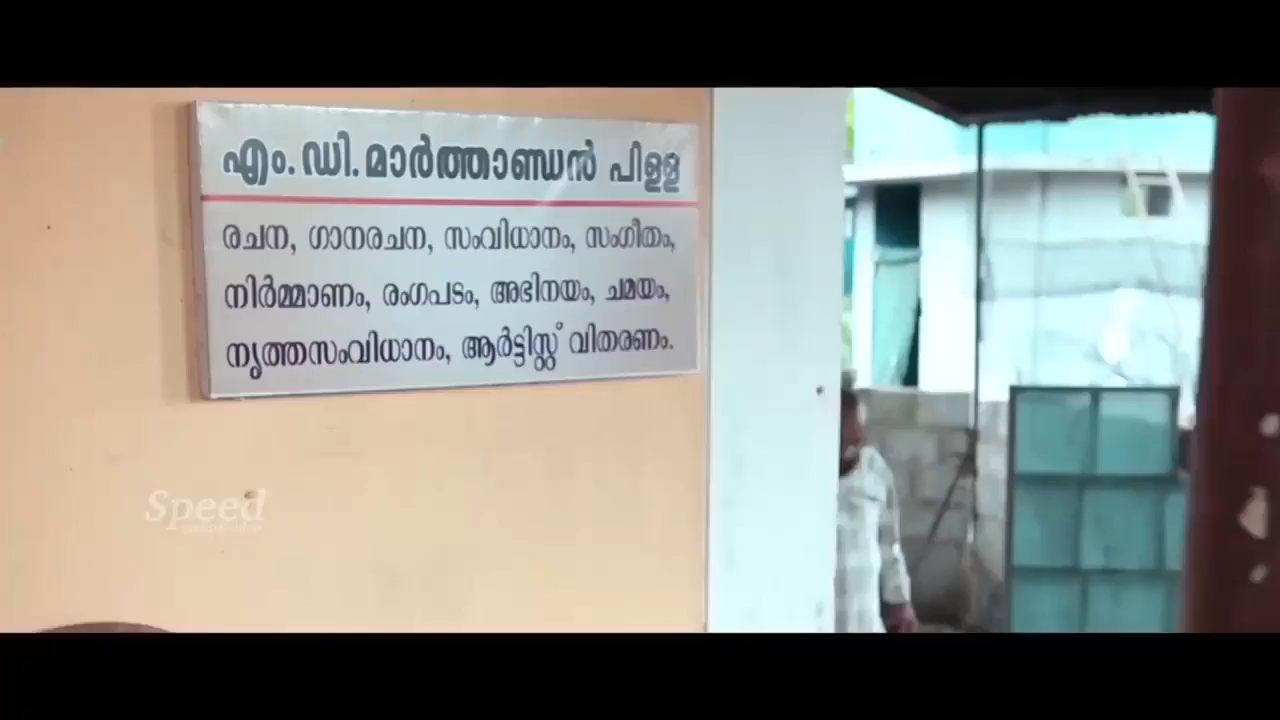 എം.ഡി.മാർത്താണ്ഡൻ പിള്ള
രചന, ഗാനരചന, സംവിധാനം, സംഗീതം,
നിർമ്മാണം, രംഗപടം, അഭിനയം, ചമയം,
നൃത്തസംവിധാനം, ആർട്ടിസ്റ്റ് വിതരണം.
Speed